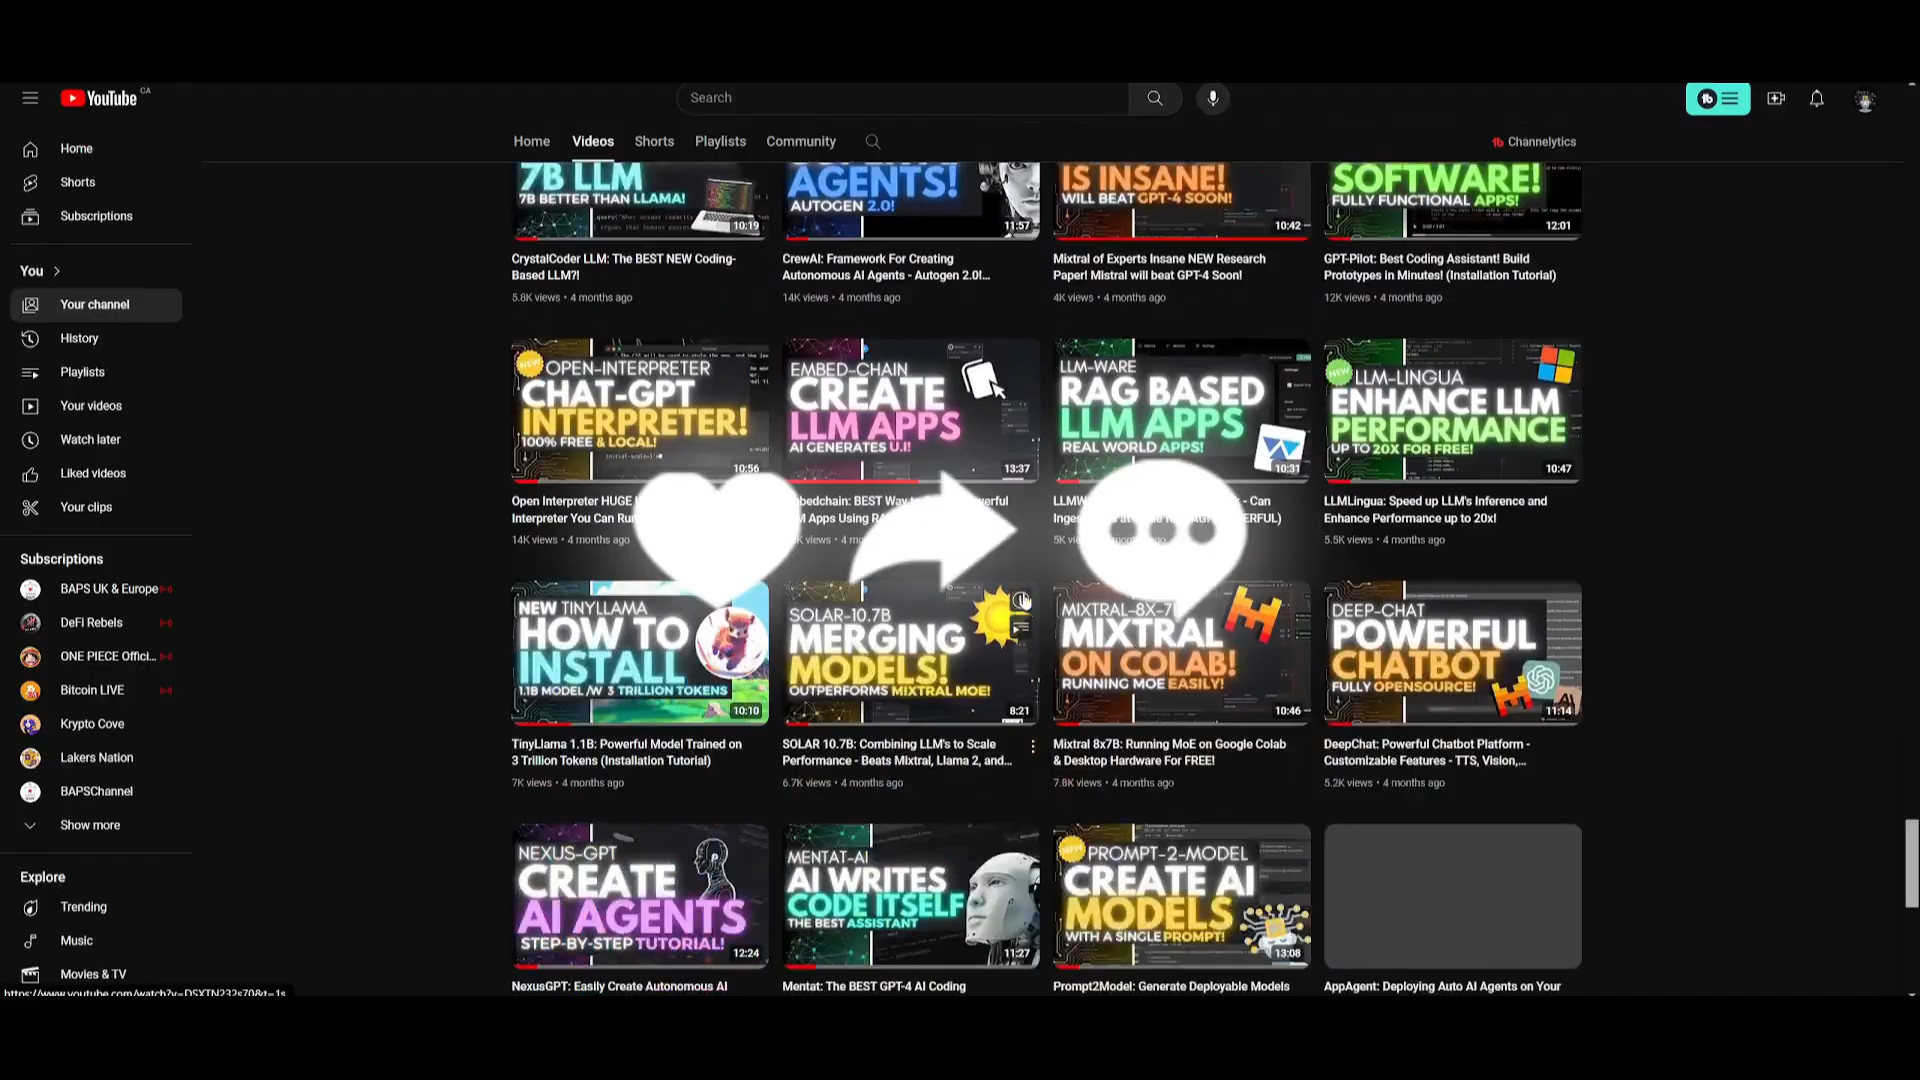 YouTube CA
Search
Home
Videos
Shorts
Playlists
Community
Channelytics
Home
Shorts
Subscriptions
You
Your channel
History
Playlists
Your videos
Watch later
Liked videos
Your clips
Subscriptions
BAPS UK & Europe
DeFi Rebels
ONE PIECE Offici...
Bitcoin LIVE
Krypto Cove
Lakers Nation
BAPSChannel
Show more
Explore
Trending
Music
Movies & TV
7B LLM
7B BETTER THAN LLAMA!
10:19
CrystalCoder LLM: The BEST NEW Coding-
Based LLM?!
5.8K views • 4 months ago
AGENTS!
AUTOGEN 2.0!
11:57
CrewAI: Framework For Creating
Autonomous AI Agents - Autogen 2.0!...
14K views • 4 months ago
IS INSANE!
WILL BEAT GPT-4 SOON!
10:42
Mixtral of Experts Insane NEW Research
Paper! Mistral will beat GPT-4 Soon!
4K views • 4 months ago
SOFTWARE!
FULLY FUNCTIONAL APPS!
12:01
GPT-Pilot: Best Coding Assistant! Build
Prototypes in Minutes! (Installation Tutorial)
12K views • 4 months ago
NEW OPEN-INTERPRETER
CHAT-GPT
INTERPRETER!
100% FREE & LOCAL!
10:56
Open Interpreter HUGE
Interpreter You Can Run
14K views • 4 months ago
EMBED-CHAIN
CREATE
LLM APPS
AI GENERATES U.I!
13:37
bedchain: BEST Way
M Apps Using
LLM-WARE
RAG BASED
LLM APPS
REAL WORLD APPS!
10:31
- Can
5K
NEW LLM-LINGUA
ENHANCE LLM
PERFORMANCE
UP TO 20X FOR FREE!
10:47
LLMLingua: Speed up LLM's Inference and
Enhance Performance up to 20x!
5.5K views • 4 months ago
NEW TINYLLAMA
HOW TO
INSTALL
1.1B MODEL /W 3 TRILLION TOKENS
10:10
TinyLlama 1.1B: Powerful Model Trained on
3 Trillion Tokens (Installation Tutorial)
7K views • 4 months ago
SOLAR-10.7B
MERGING
MODELS!
OUTPERFORMS MIXTRAL MOE!
8:21
SOLAR 10.7B: Combining LLM's to Scale
Performance - Beats Mixtral, Llama 2, and...
6.7K views • 4 months ago
MIXTRAL-8X-7
MIXTRAL
ON COLAB!
RUNNING MOE EASILY!
10:46
Mixtral 8x7B: Running MoE on Google Colab
& Desktop Hardware For FREE!
7.8K views • 4 months ago
DEEP-CHAT
POWERFUL
CHATBOT
FULLY OPENSOURCE!
11:14
DeepChat: Powerful Chatbot Platform -
Customizable Features - TTS, Vision,...
5.2K views • 4 months ago
NEXUS-GPT
CREATE
AI AGENTS
STEP-BY-STEP TUTORIAL!
12:24
NexusGPT: Easily Create Autonomous AI
MENTAT-AI
AI WRITES
CODE ITSELF
THE BEST ASSISTANT
11:27
Mentat: The BEST GPT-4 AI Coding
NEW PROMPT-2-MODEL
CREATE AI
MODELS
WITH A SINGLE PROMPT!
13:08
Prompt2Model: Generate Deployable Models
AppAgent: Deploying Auto AI Agents on Your